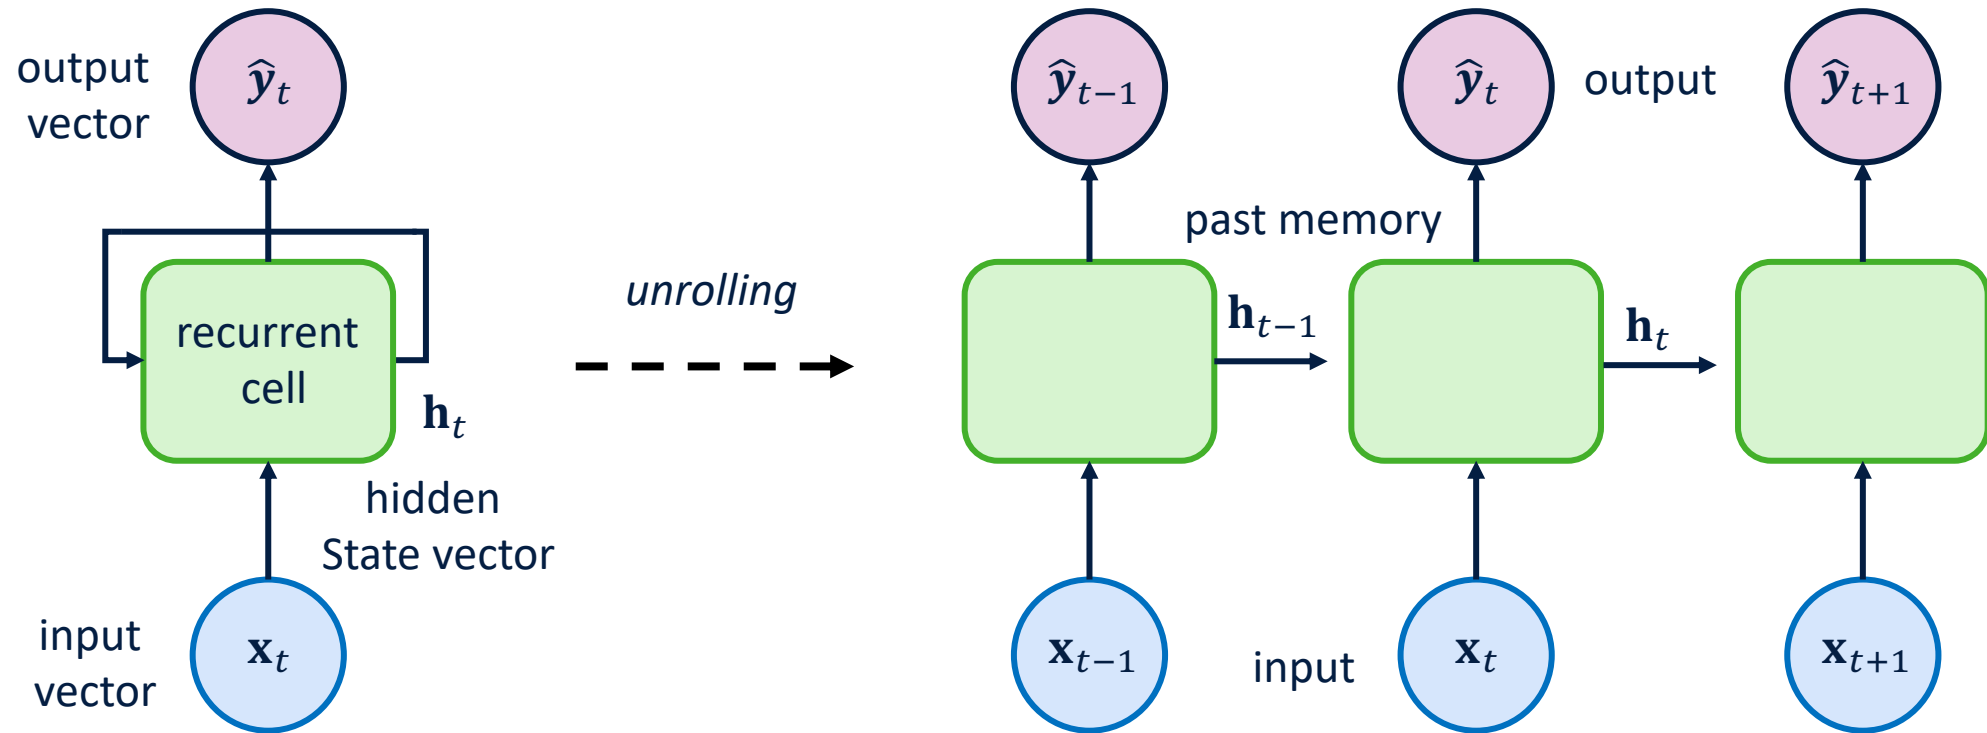 output
vector
ŷₜ
recurrent
cell
hₜ
hidden
State vector
input
vector
xₜ
unrolling
ŷₜ₋₁
ŷₜ
output
ŷₜ₊₁
past memory
hₜ₋₁
hₜ
xₜ₋₁
input
xₜ
xₜ₊₁